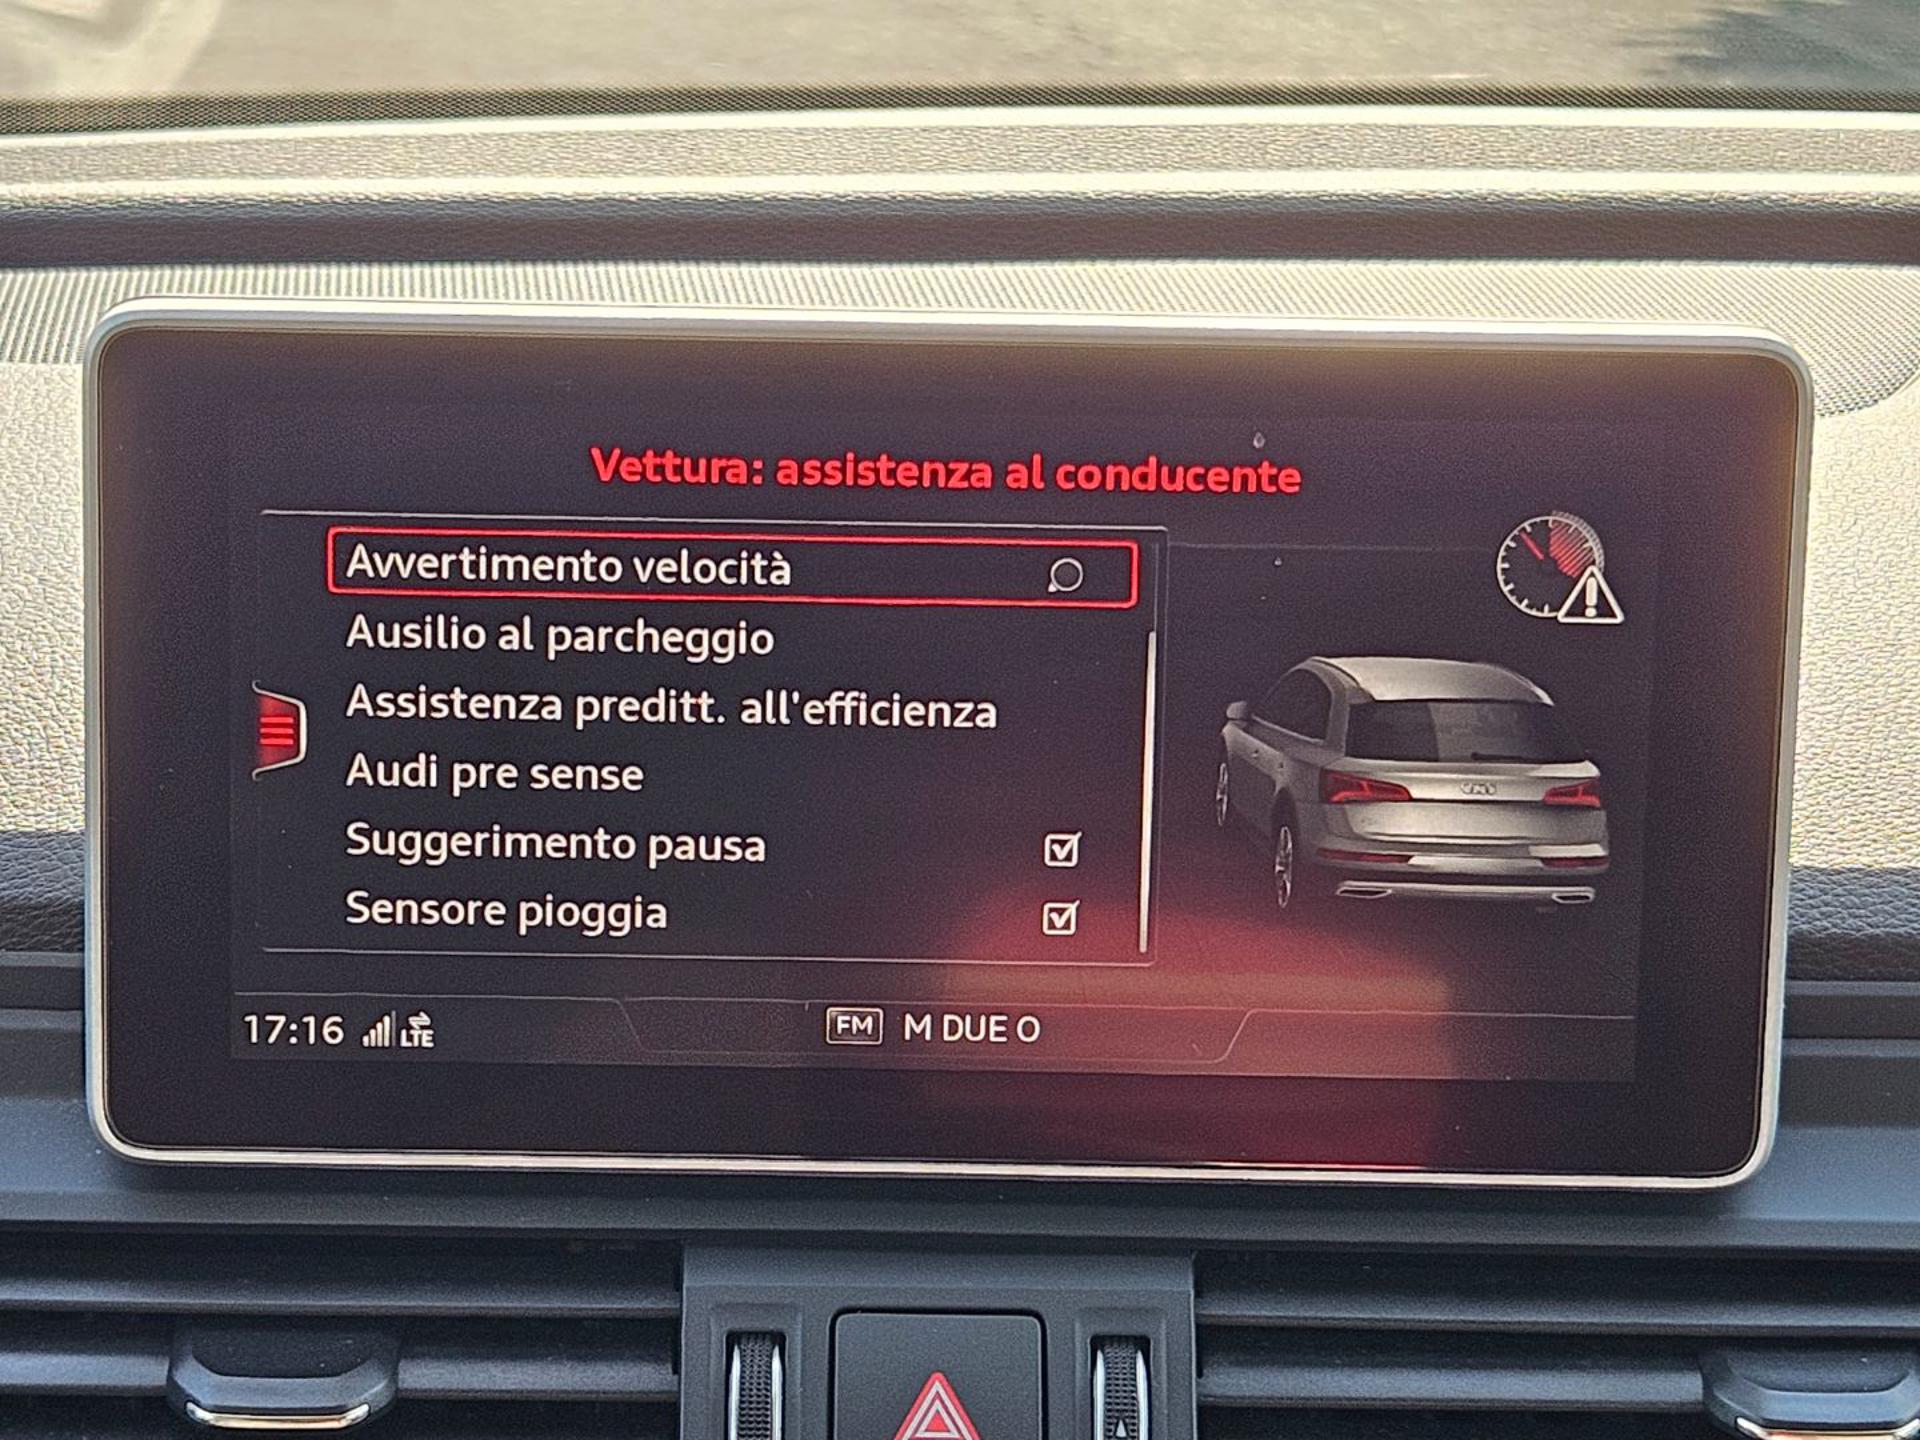 Vettura: assistenza al conducente
Avvertimento velocità
Ausilio al parcheggio
Assistenza preditt. all'efficienza
Audi pre sense
Suggerimento pausa
Sensore pioggia
17:16 LTE FM M DUE O